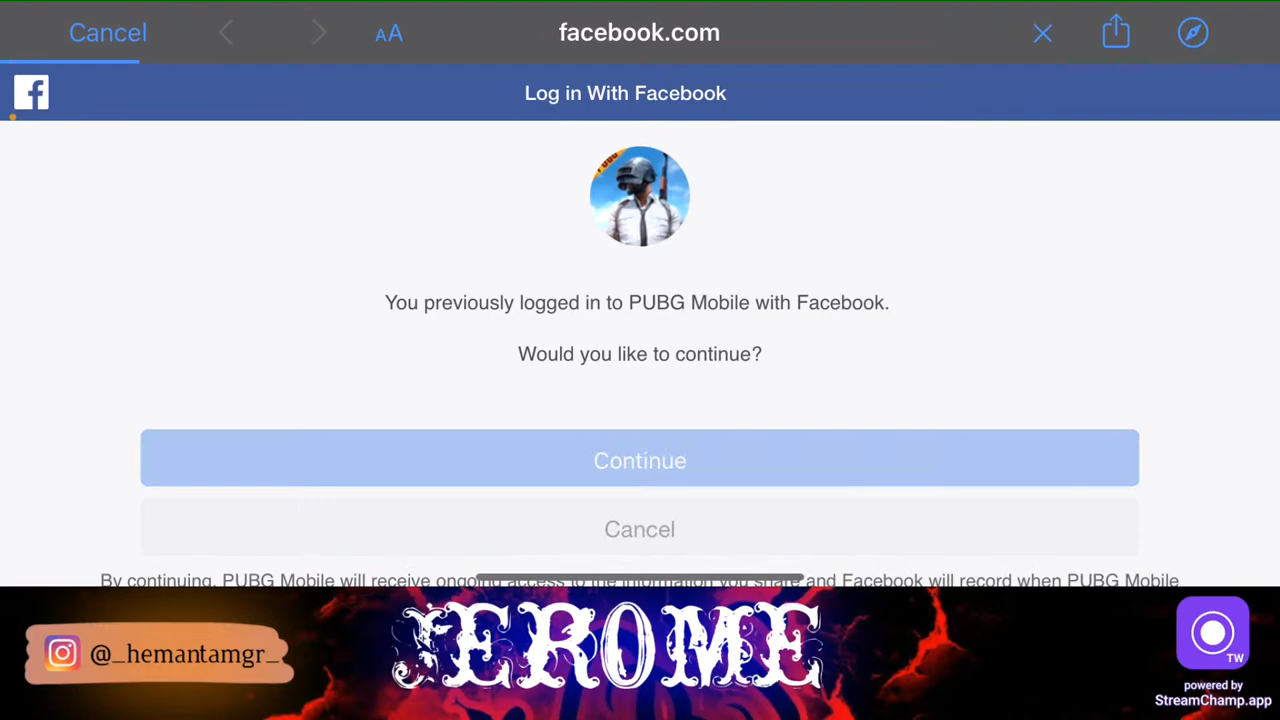 Cancel
AA
facebook.com
Log in With Facebook
You previously logged in to PUBG Mobile with Facebook.
Would you like to continue?
Continue
Cancel
By continuing, PUBG Mobile will receive ongoing access to the information you share and Facebook will record when PUBG Mobile
@_hemantamgr_
JEROME
TW
powered by
StreamChamp.app